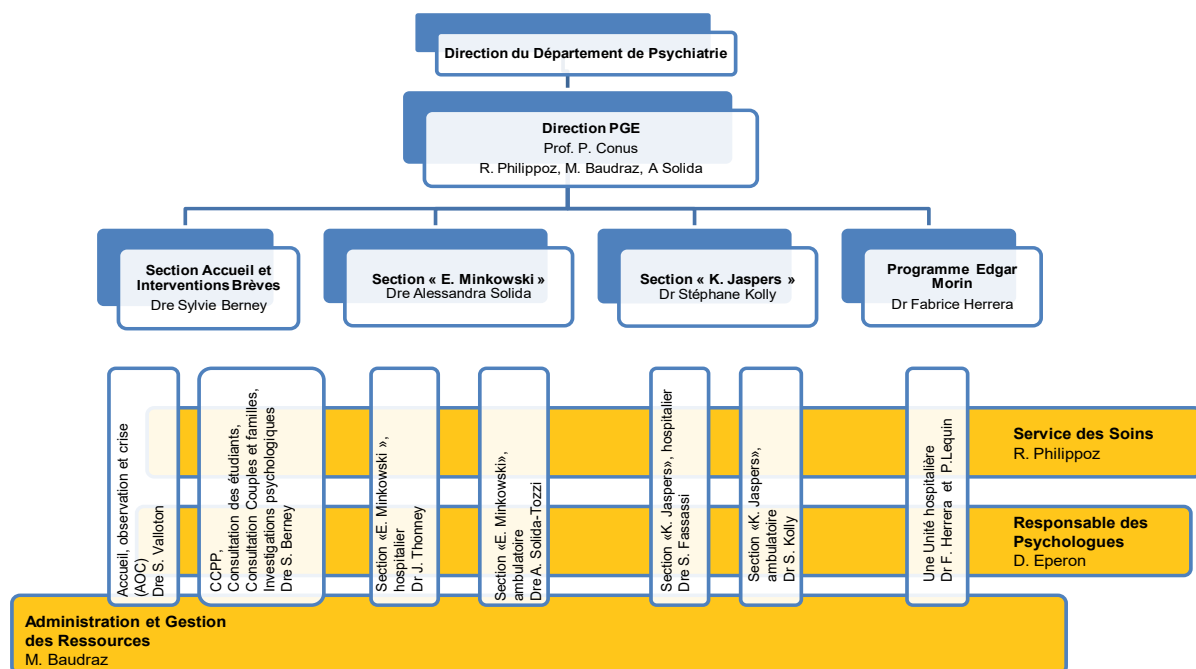 Direction du Département de Psychiatrie
Direction PGE
Prof. P. Conus
R. Philippoz, M. Baudraz, A Solida
Section Accueil et
Interventions Brèves
Dre Sylvie Berney
Section « E. Minkowski »
Dre Alessandra Solida
Section « K. Jaspers »
Dr Stéphane Kolly
Programme Edgar
Morin
Dr Fabrice Herrera
Accueil, observation et crise
(AOC)
Dre S. Valloton
CCPP,
Consultation des étudiants,
Consultation Couples et familles,
Investigations psychologiques
Dre S. Berney
Section «E. Minkowski »,
hospitalier
Dr J. Thonney
Section «E. Minkowski»,
ambulatoire
Dre A. Solida-Tozzi
Section «K. Jaspers», hospitalier
Dre S. Fassassi
Section «K. Jaspers»,
ambulatoire
Dr S. Kolly
Une Unité hospitalière
Dr F. Herrera et P.Lequin
Service des Soins
R. Philippoz
Responsable des
Psychologues
D. Eperon
Administration et Gestion
des Ressources
M. Baudraz